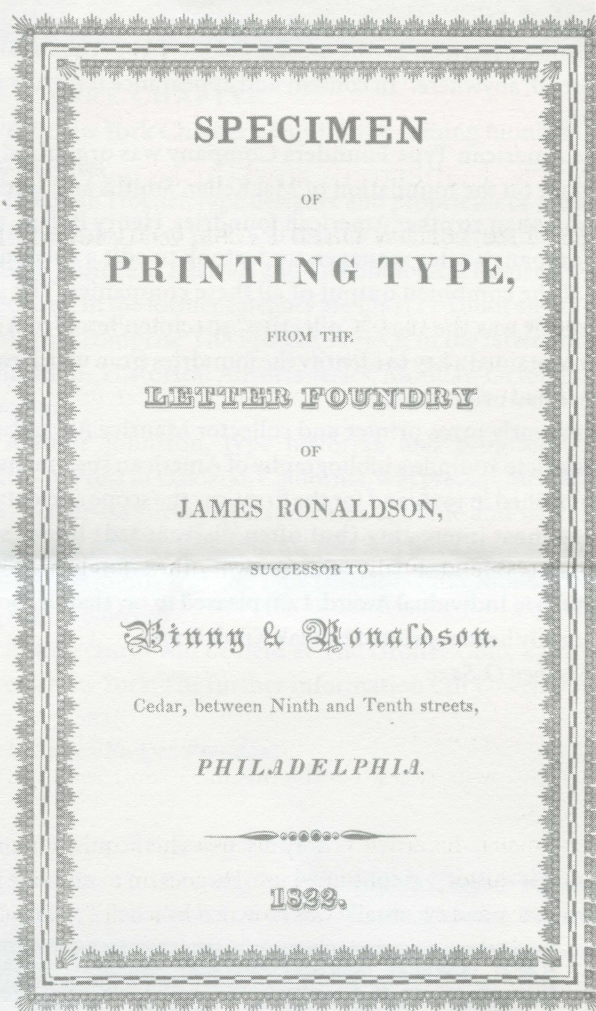 SPECIMEN
OF
PRINTING TYPE,
FROM THE
LETTER FOUNDRY
OF
JAMES RONALDSON,
SUCCESSOR TO
Binny & Ronaldson.
Cedar, between Ninth and Tenth streets,
PHILADELPHIA.
1822.